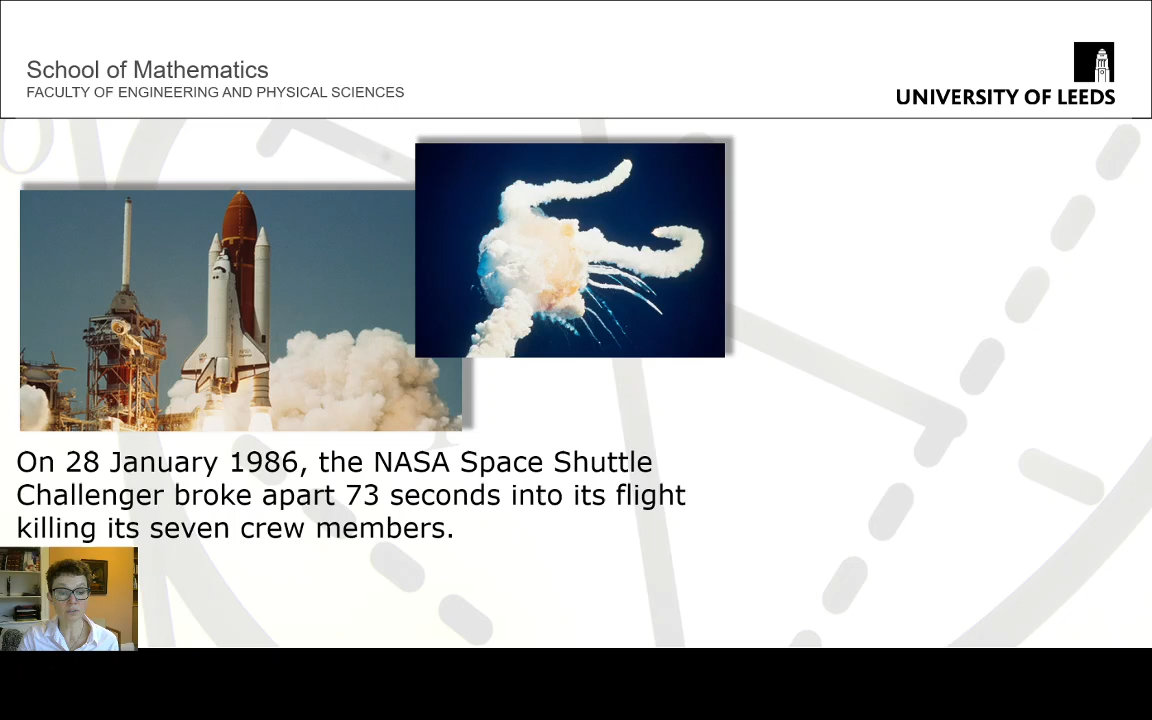 School of Mathematics
FACULTY OF ENGINEERING AND PHYSICAL SCIENCES
UNIVERSITY OF LEEDS
On 28 January 1986, the NASA Space Shuttle
Challenger broke apart 73 seconds into its flight
killing its seven crew members.